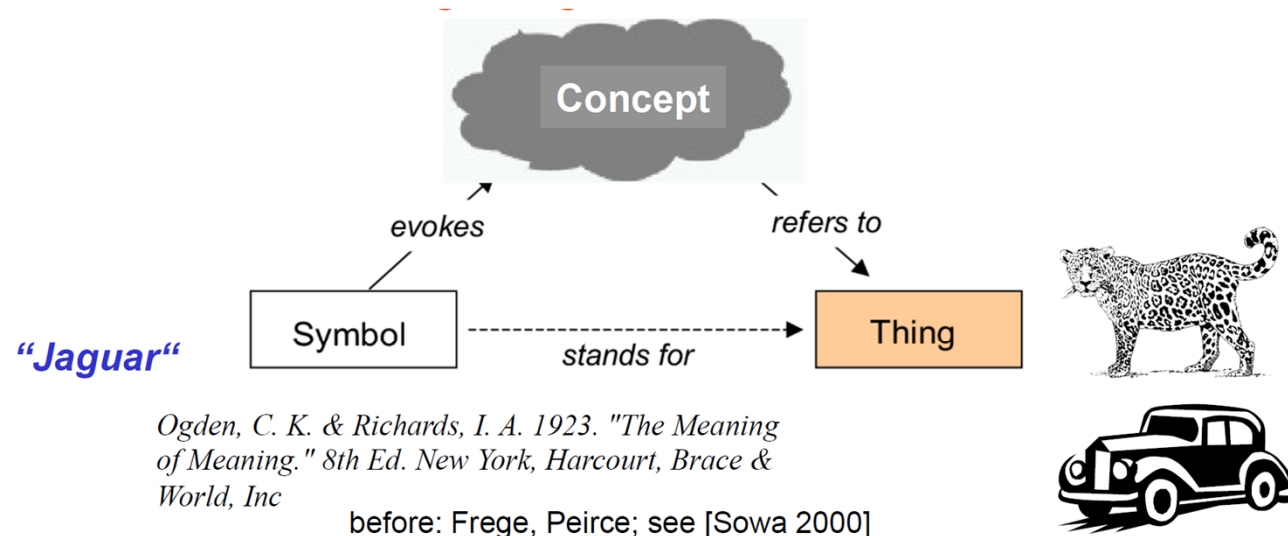 Concept
evokes
refers to
Symbol
Thing
“Jaguar“
stands for
Ogden, C. K. & Richards, I. A. 1923. "The Meaning
of Meaning." 8th Ed. New York, Harcourt, Brace &
World, Inc
before: Frege, Peirce; see [Sowa 2000]